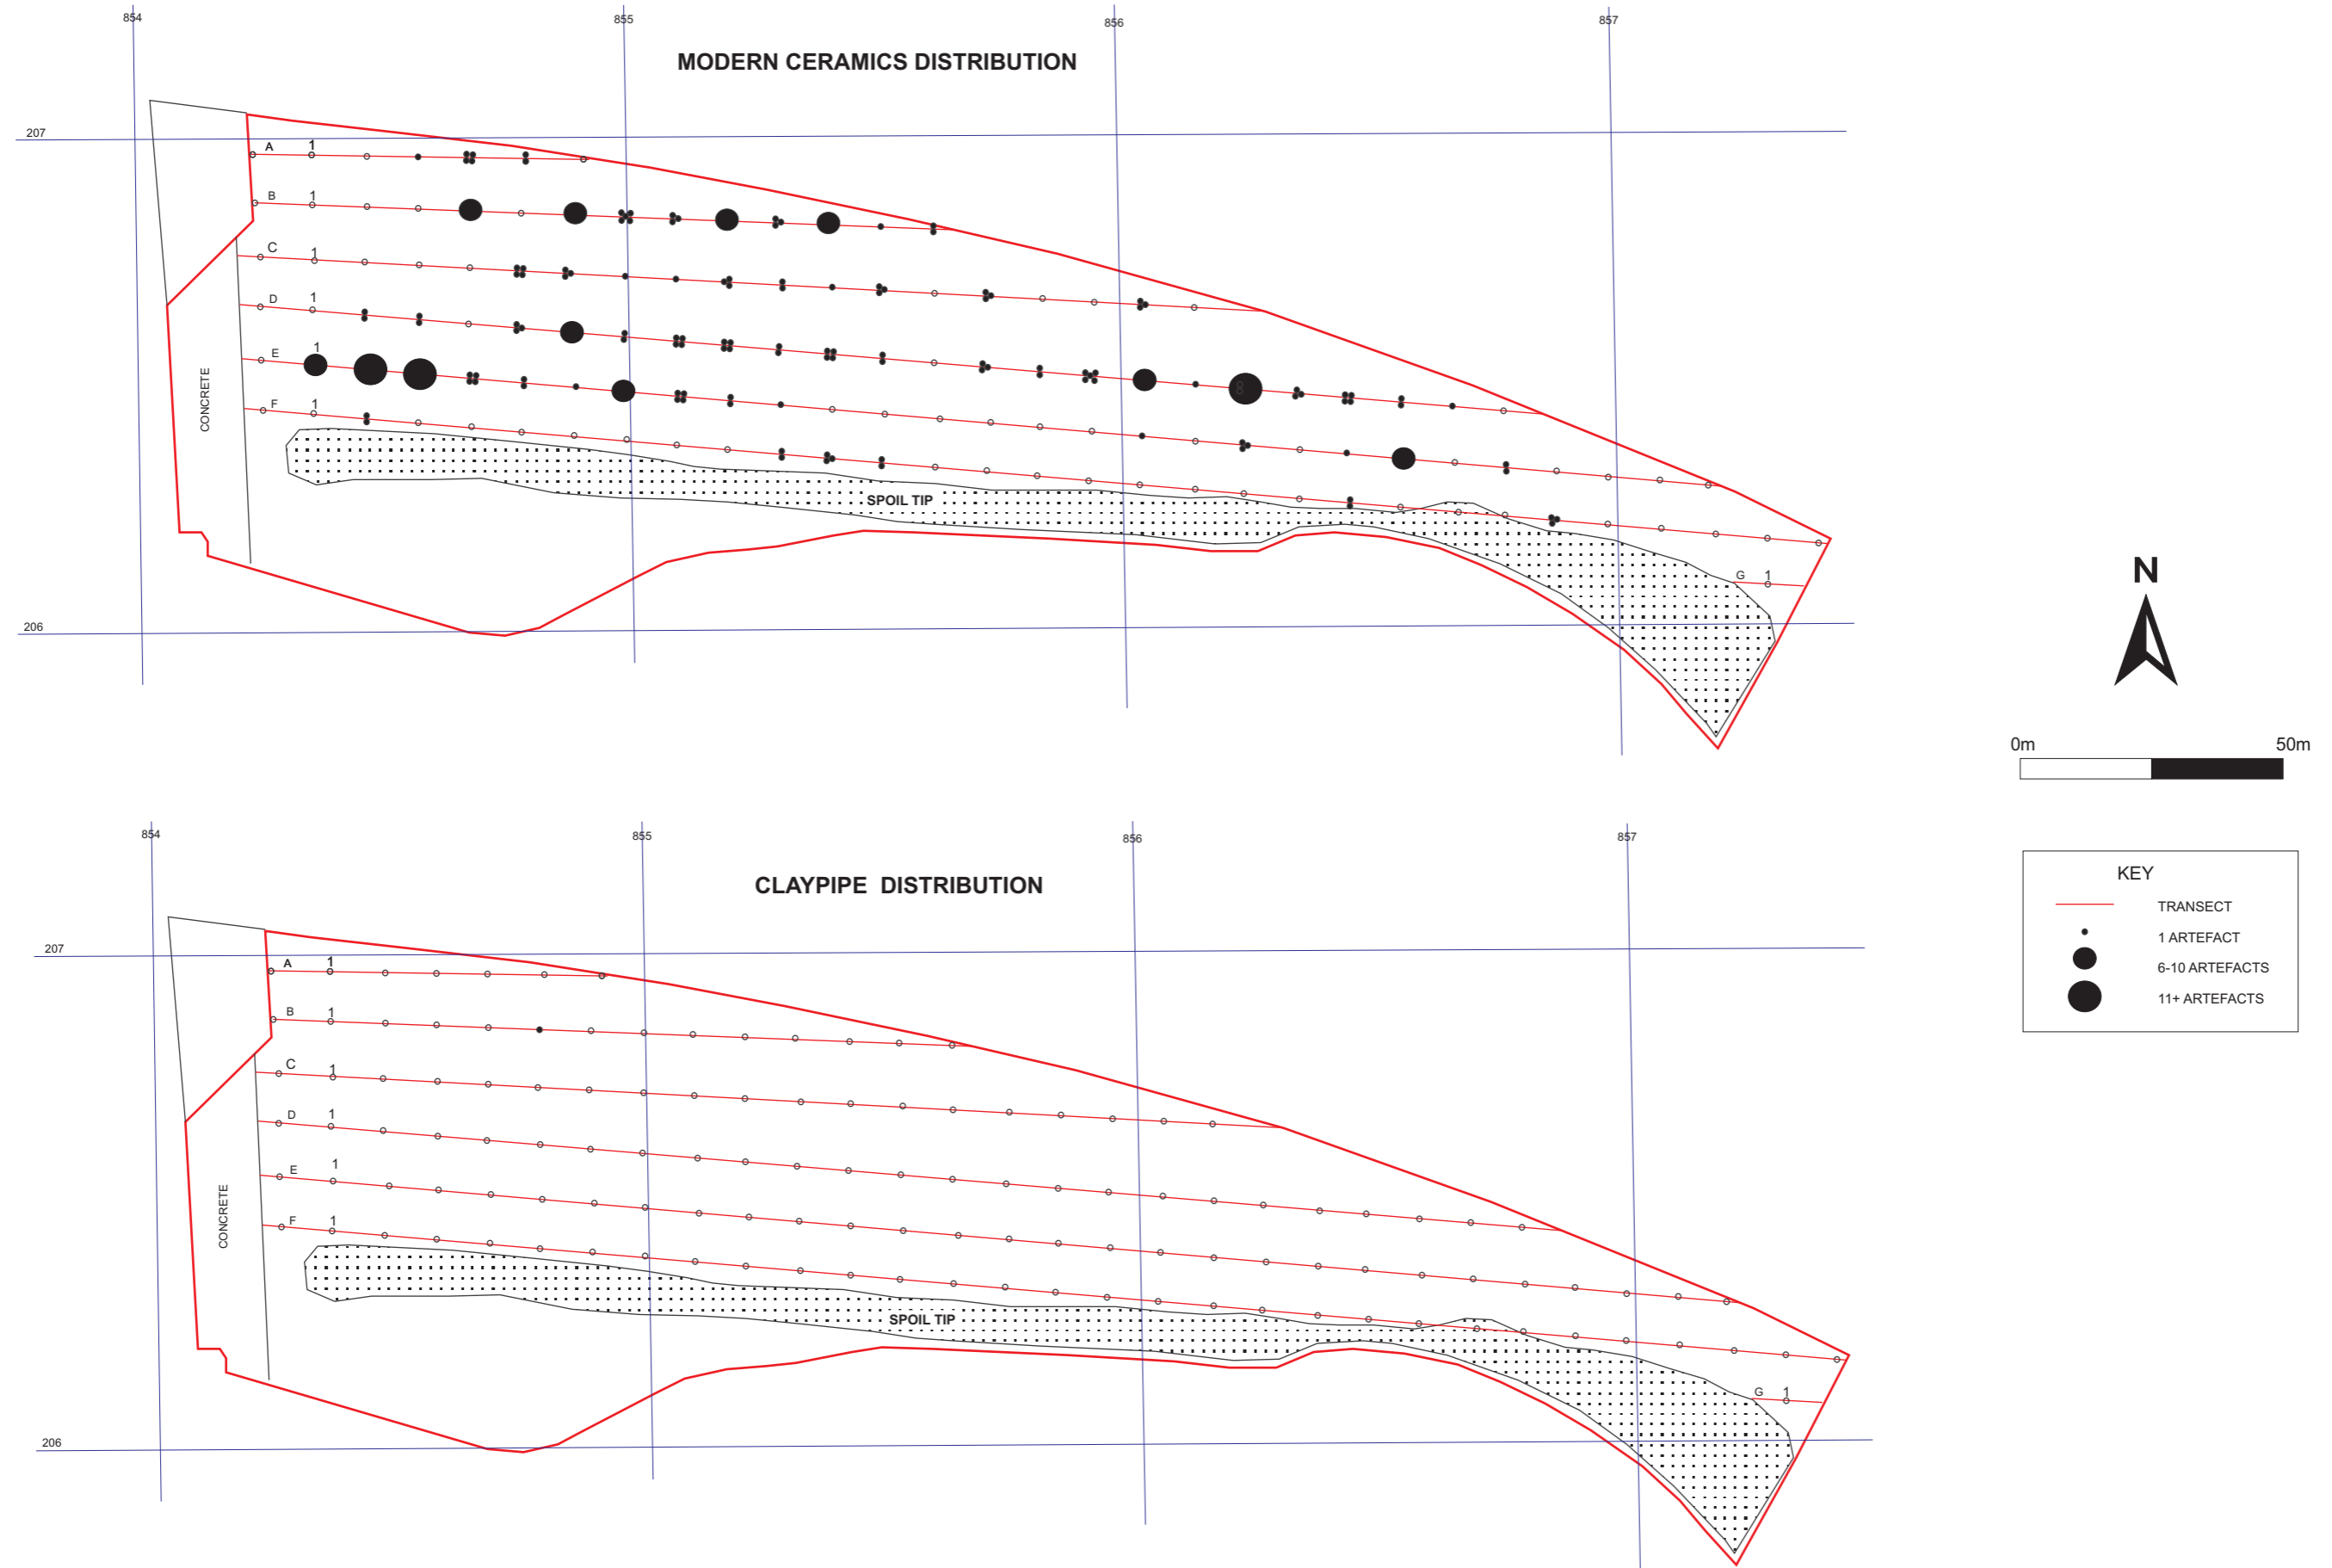 854 855 856 857
MODERN CERAMICS DISTRIBUTION
207
A 1
B 1
C 1
D 1
E 1
F 1
CONCRETE
SPOIL TIP
G 1
206
N
0m 50m
854 855 856 857
CLAYPIPE DISTRIBUTION
KEY
TRANSECT
1 ARTEFACT
6-10 ARTEFACTS
11+ ARTEFACTS
207
A 1
B 1
C 1
D 1
E 1
F 1
CONCRETE
SPOIL TIP
G 1
206